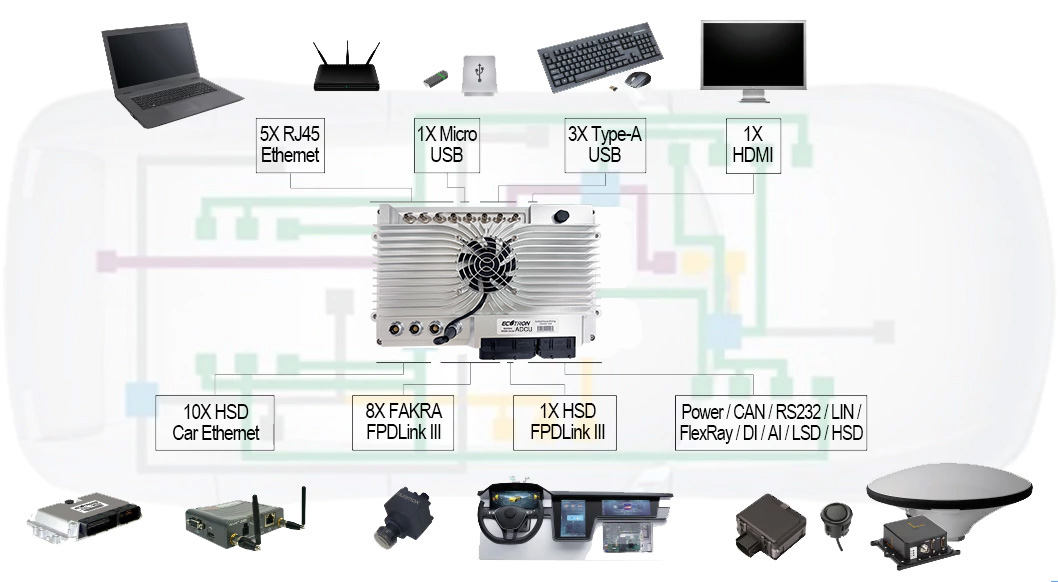 5X RJ45
Ethernet
1X Micro
USB
3X Type-A
USB
1X
HDMI
ECOTRON
ADCU
10X HSD
Car Ethernet
8X FAKRA
FPDLink III
1X HSD
FPDLink III
Power / CAN / RS232 / LIN /
FlexRay / DI / AI / LSD / HSD